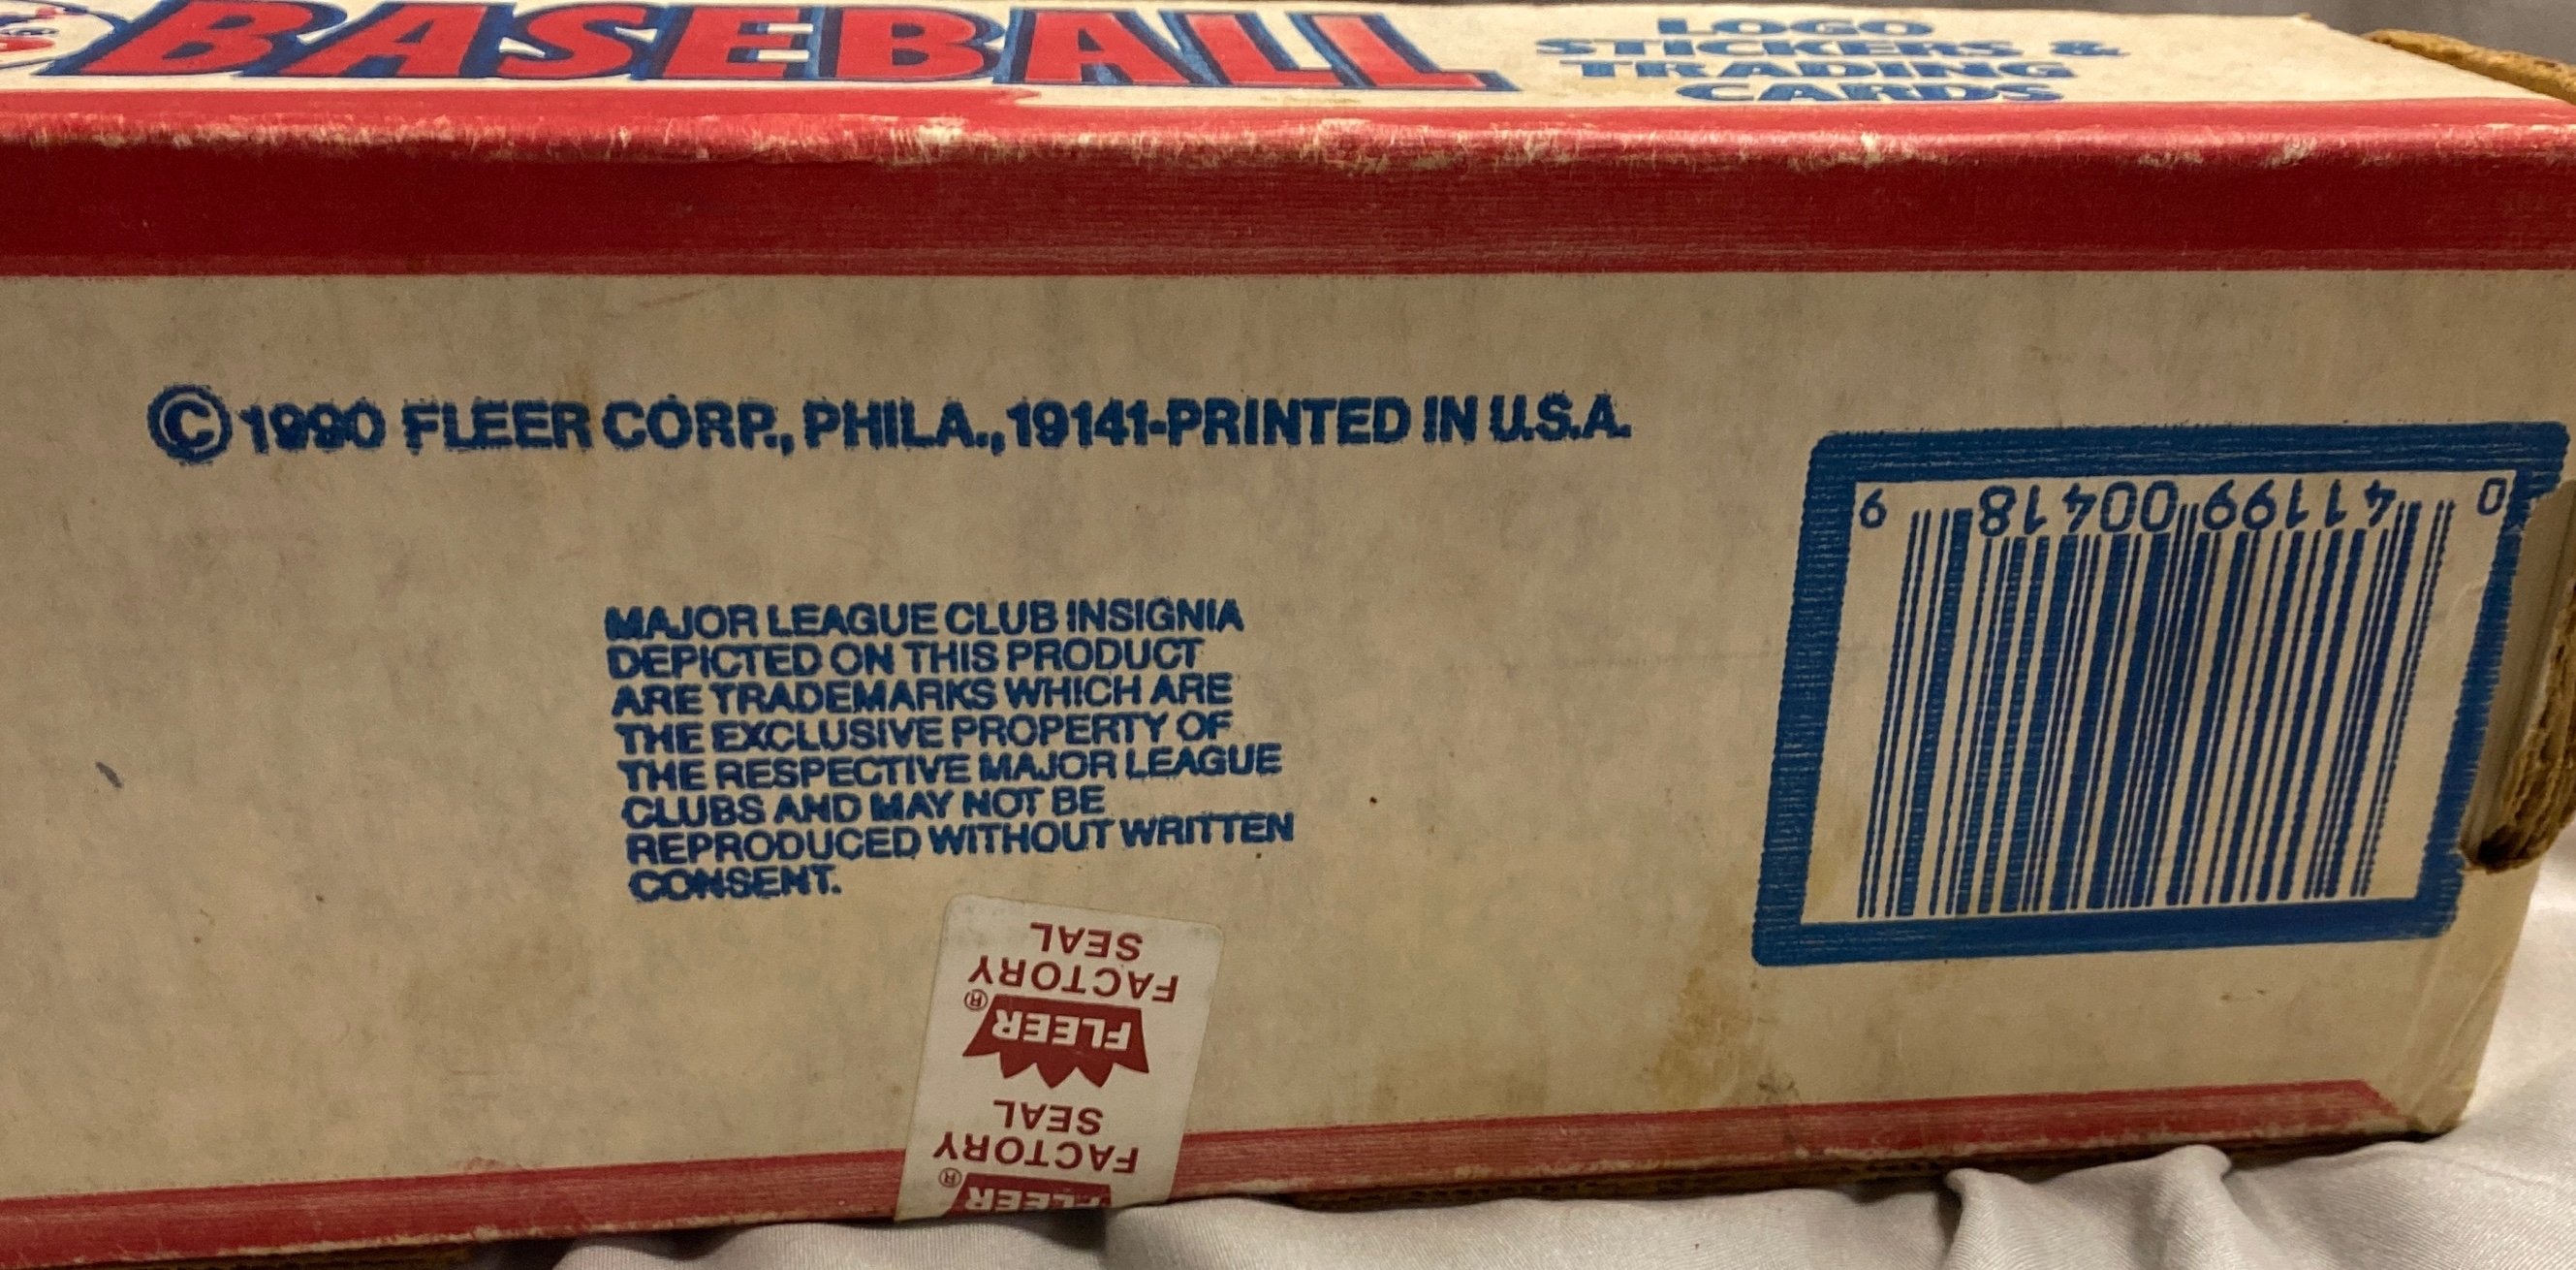 BASEBALL
LOGO
STICKERS &
TRADING
CARDS
©1990 FLEER CORP., PHILA., 19141-PRINTED IN U.S.A.
MAJOR LEAGUE CLUB INSIGNIA
DEPICTED ON THIS PRODUCT
ARE TRADEMARKS WHICH ARE
THE EXCLUSIVE PROPERTY OF
THE RESPECTIVE MAJOR LEAGUE
CLUBS AND MAY NOT BE
REPRODUCED WITHOUT WRITTEN
CONSENT.
0 41199 00418 9
FLEER®
FACTORY
SEAL
FLEER®
FACTORY
SEAL